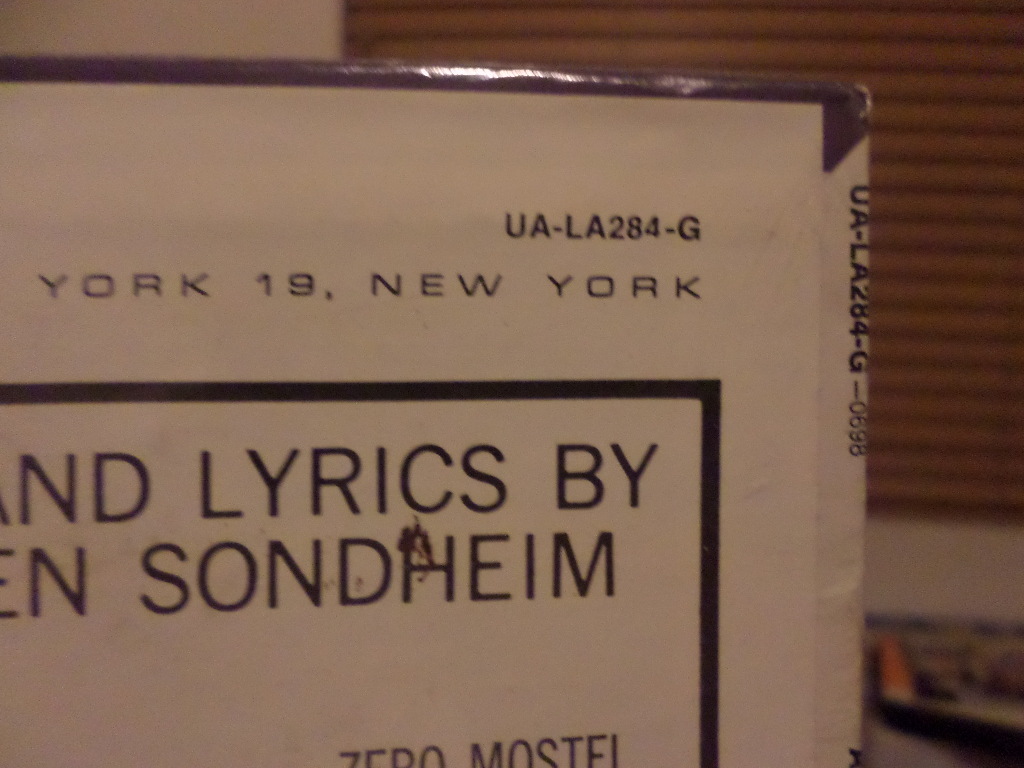 UA-LA284-G
YORK 19, NEW YORK
AND LYRICS BY
EN SONDHEIM
ZERO MOSTEL
UA-LA284-G—0698